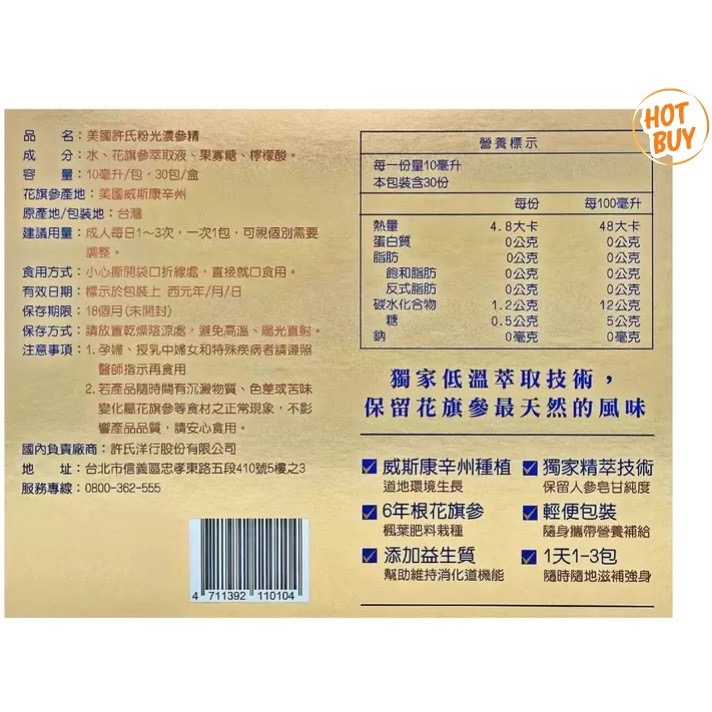 HOT
BUY
品名：美國許氏粉光濃參精
成分：水、花旗參萃取液、果寡糖、檸檬酸。
容量：10毫升/包，30包/盒
花旗參產地：美國威斯康辛州
原產地/包裝地：台灣
建議用量：成人每日1～3次，一次1包，可視個別需要
調整。
食用方式：小心撕開袋口折線處，直接就口食用。
有效日期：標示於包裝上 西元年/月/日
保存期限：18個月(未開封)
保存方式：請放置乾燥陰涼處，避免高溫、陽光直射。
注意事項：1. 孕婦、授乳中婦女和特殊疾病者請遵照
醫師指示再食用
2. 若產品隨時間有沉澱物質、色差或苦味
變化屬花旗參等食材之正常現象，不影
響產品品質，請安心食用。
國內負責廠商：許氏洋行股份有限公司
地址：台北市信義區忠孝東路五段410號5樓之3
服務專線：0800-362-555
4 711392 110104
營養標示
每一份量10毫升
本包裝含30份
每份 每100毫升
熱量 4.8大卡 48大卡
蛋白質 0公克 0公克
脂肪 0公克 0公克
飽和脂肪 0公克 0公克
反式脂肪 0公克 0公克
碳水化合物 1.2公克 12公克
糖 0.5公克 5公克
鈉 0毫克 0毫克
獨家低溫萃取技術，
保留花旗參最天然的風味
威斯康辛州種植
道地環境生長
獨家精萃技術
保留人參皂甘純度
6年根花旗參
楓葉肥料栽種
輕便包裝
隨身攜帶營養補給
添加益生質
幫助維持消化道機能
1天1-3包
隨時隨地滋補強身